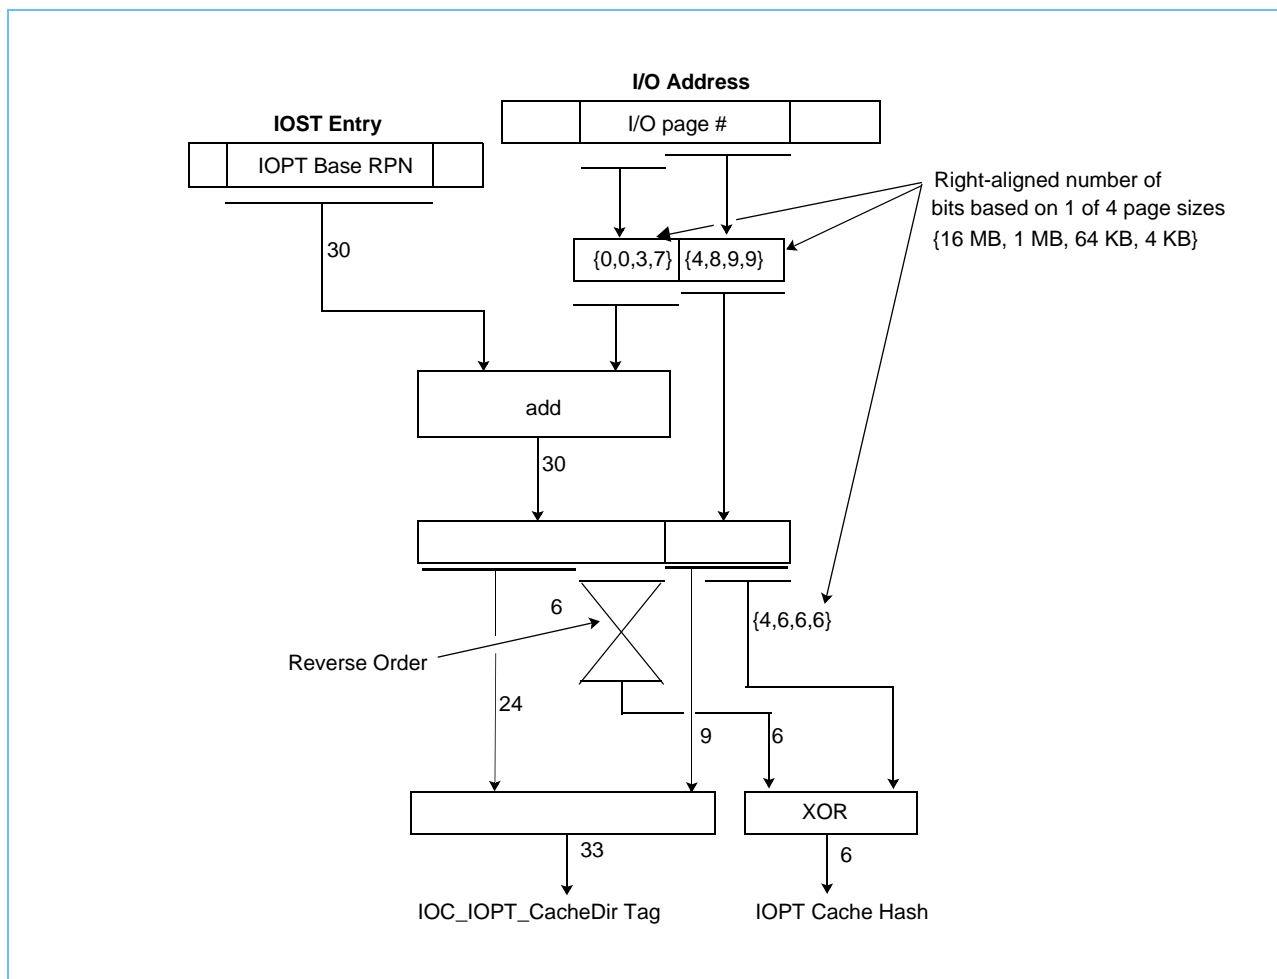 I/O Address
I/O page #
IOST Entry
IOPT Base RPN
Right-aligned number of
bits based on 1 of 4 page sizes
{16 MB, 1 MB, 64 KB, 4 KB}
30
{0,0,3,7}
{4,8,9,9}
add
30
6
{4,6,6,6}
Reverse Order
24
9
6
XOR
33
6
IOC_IOPT_CacheDir Tag
IOPT Cache Hash